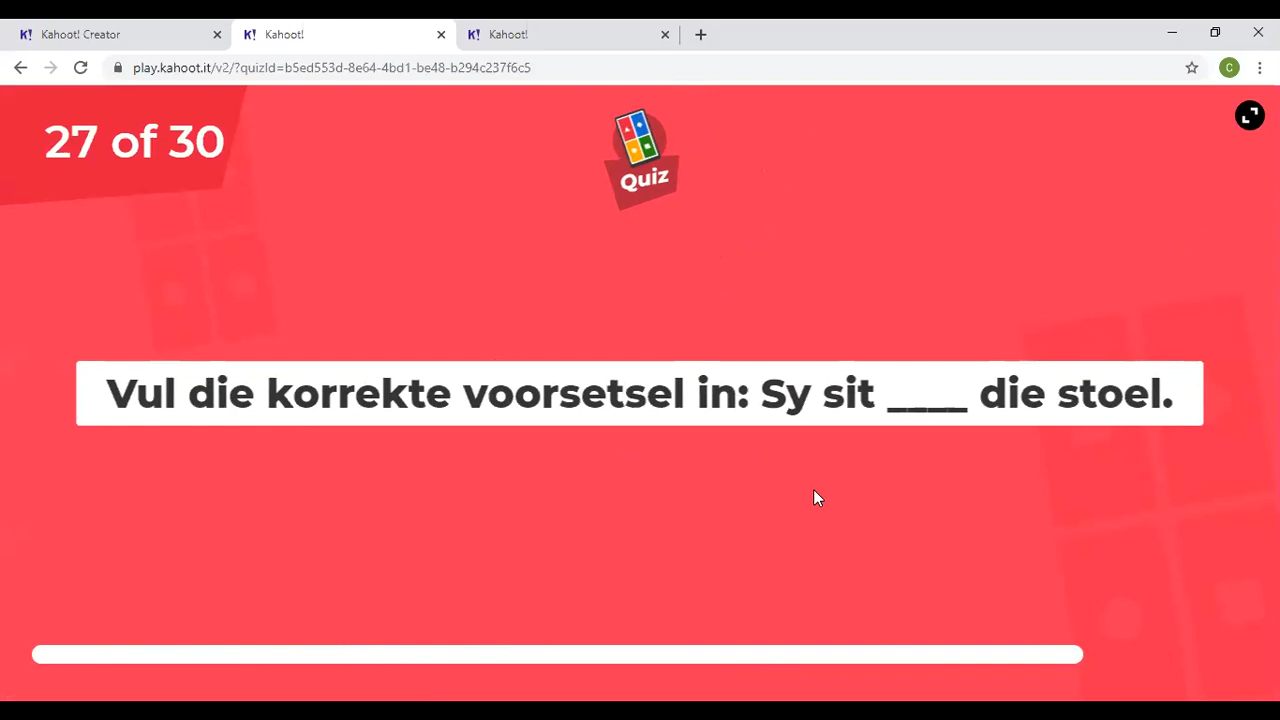 K! Kahoot! Creator
K! Kahoot!
K! Kahoot!
play.kahoot.it/v2/?quizId=b5ed553d-8e64-4bd1-be48-b294c237f6c5
C
27 of 30
Quiz
Vul die korrekte voorsetsel in: Sy sit ____ die stoel.